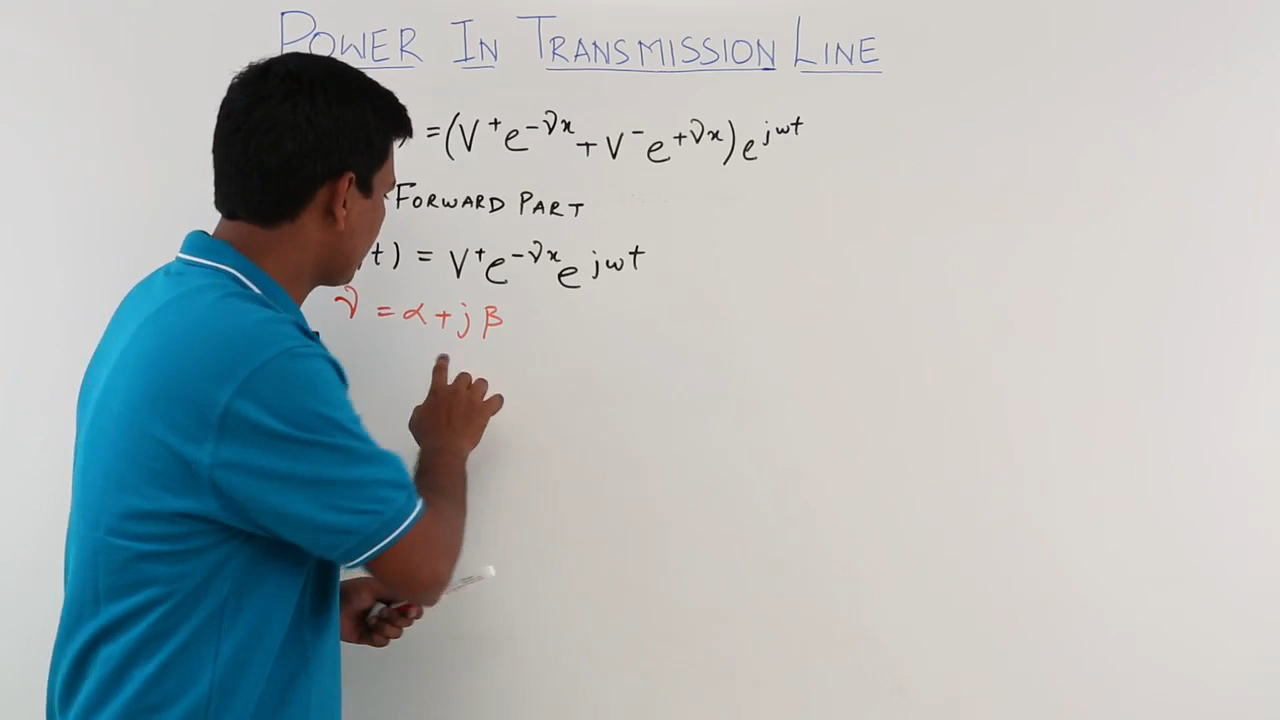 POWER IN TRANSMISSION LINE
) = (V⁺e^{-γx} + V⁻e^{+γx}) e^{jωt}
FORWARD PART
, t) = V⁺e^{-γx} e^{jωt}
γ = α + jβ